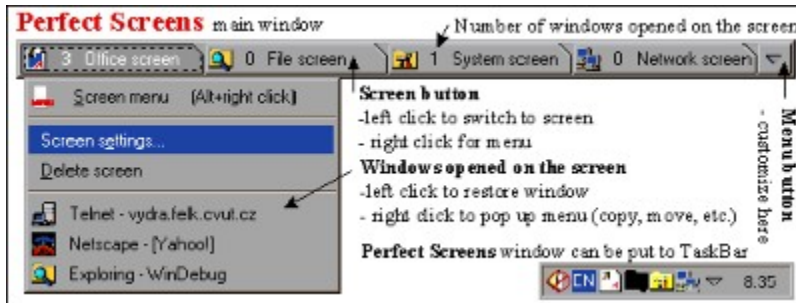 Perfect Screens main window
Number of windows opened on the screen
3 Office screen
0 File screen
1 System screen
0 Network screen
Screen menu (Alt+right click)
Screen settings...
Delete screen
Telnet - vydra.felk.cvut.cz
Netscape - [Yahoo!]
Exploring - WinDebug
Screen button
-left click to switch to screen
- right click for menu
Windows opened on the screen
-left click to restore window
- right click to pop up menu (copy, move, etc.)
Perfect Screens window can be put to TaskBar
Menu button
- customize here
EN
8.35